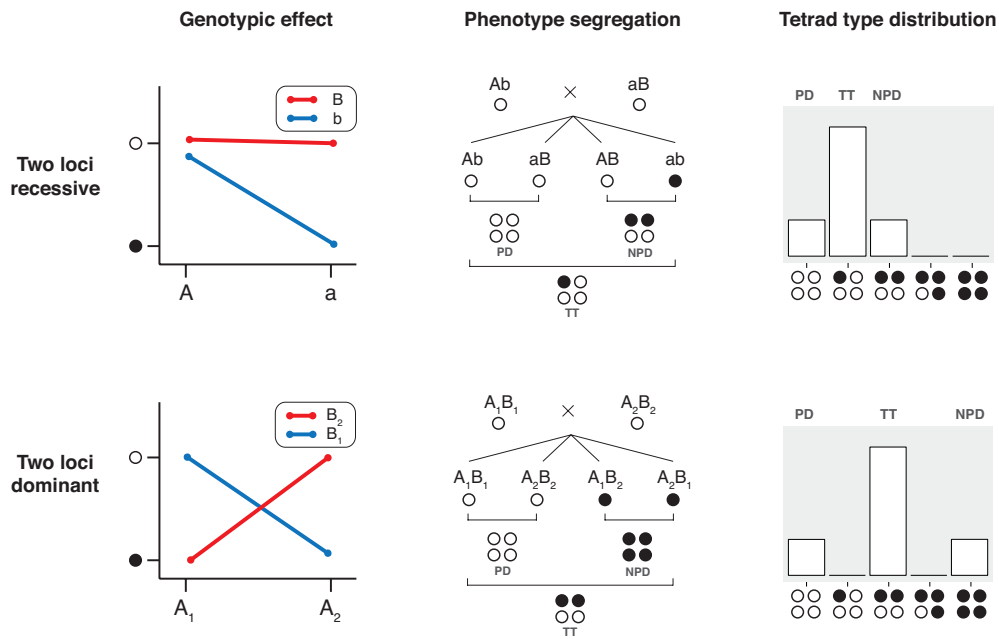 Genotypic effect
Phenotype segregation
Tetrad type distribution
Two loci
recessive
B
b
A
a
Ab
×
aB
Ab
aB
AB
ab
PD
NPD
TT
PD
TT
NPD
Two loci
dominant
B₂
B₁
A₁
A₂
A₁B₁
×
A₂B₂
A₁B₁
A₂B₂
A₁B₂
A₂B₁
PD
NPD
TT
PD
TT
NPD